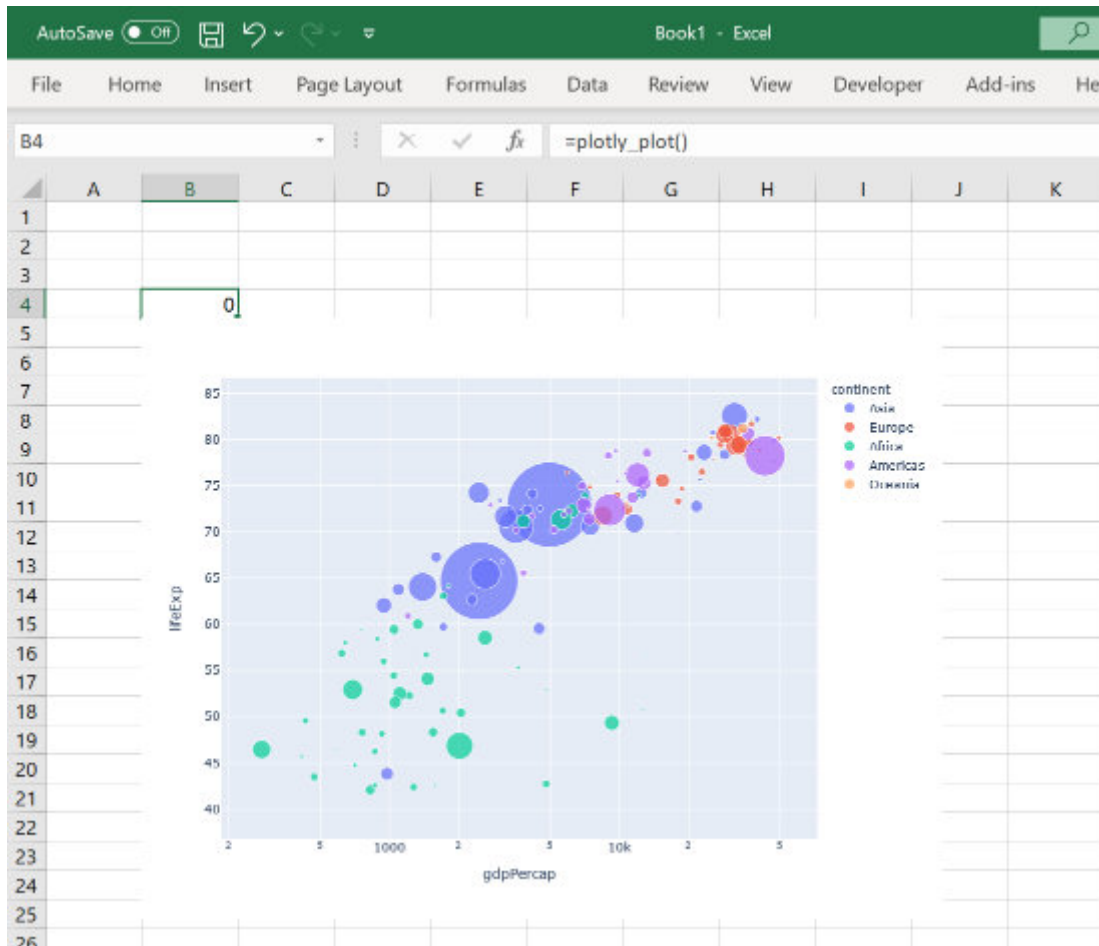 AutoSave Off Book1 - Excel
File Home Insert Page Layout Formulas Data Review View Developer Add-ins He
B4 fx =plotly_plot()
A B C D E F G H I J K
1
2
3
4 0
5
6
7
8
9
10
11
12
13
14
15
16
17
18
19
20
21
22
23
24
25
26
85
80
75
70
65
60
55
50
45
40
lifeExp
2 5 1000 2 5 10k 2 5
gdpPercap
continent
Asia
Europe
Africa
Americas
Oceania